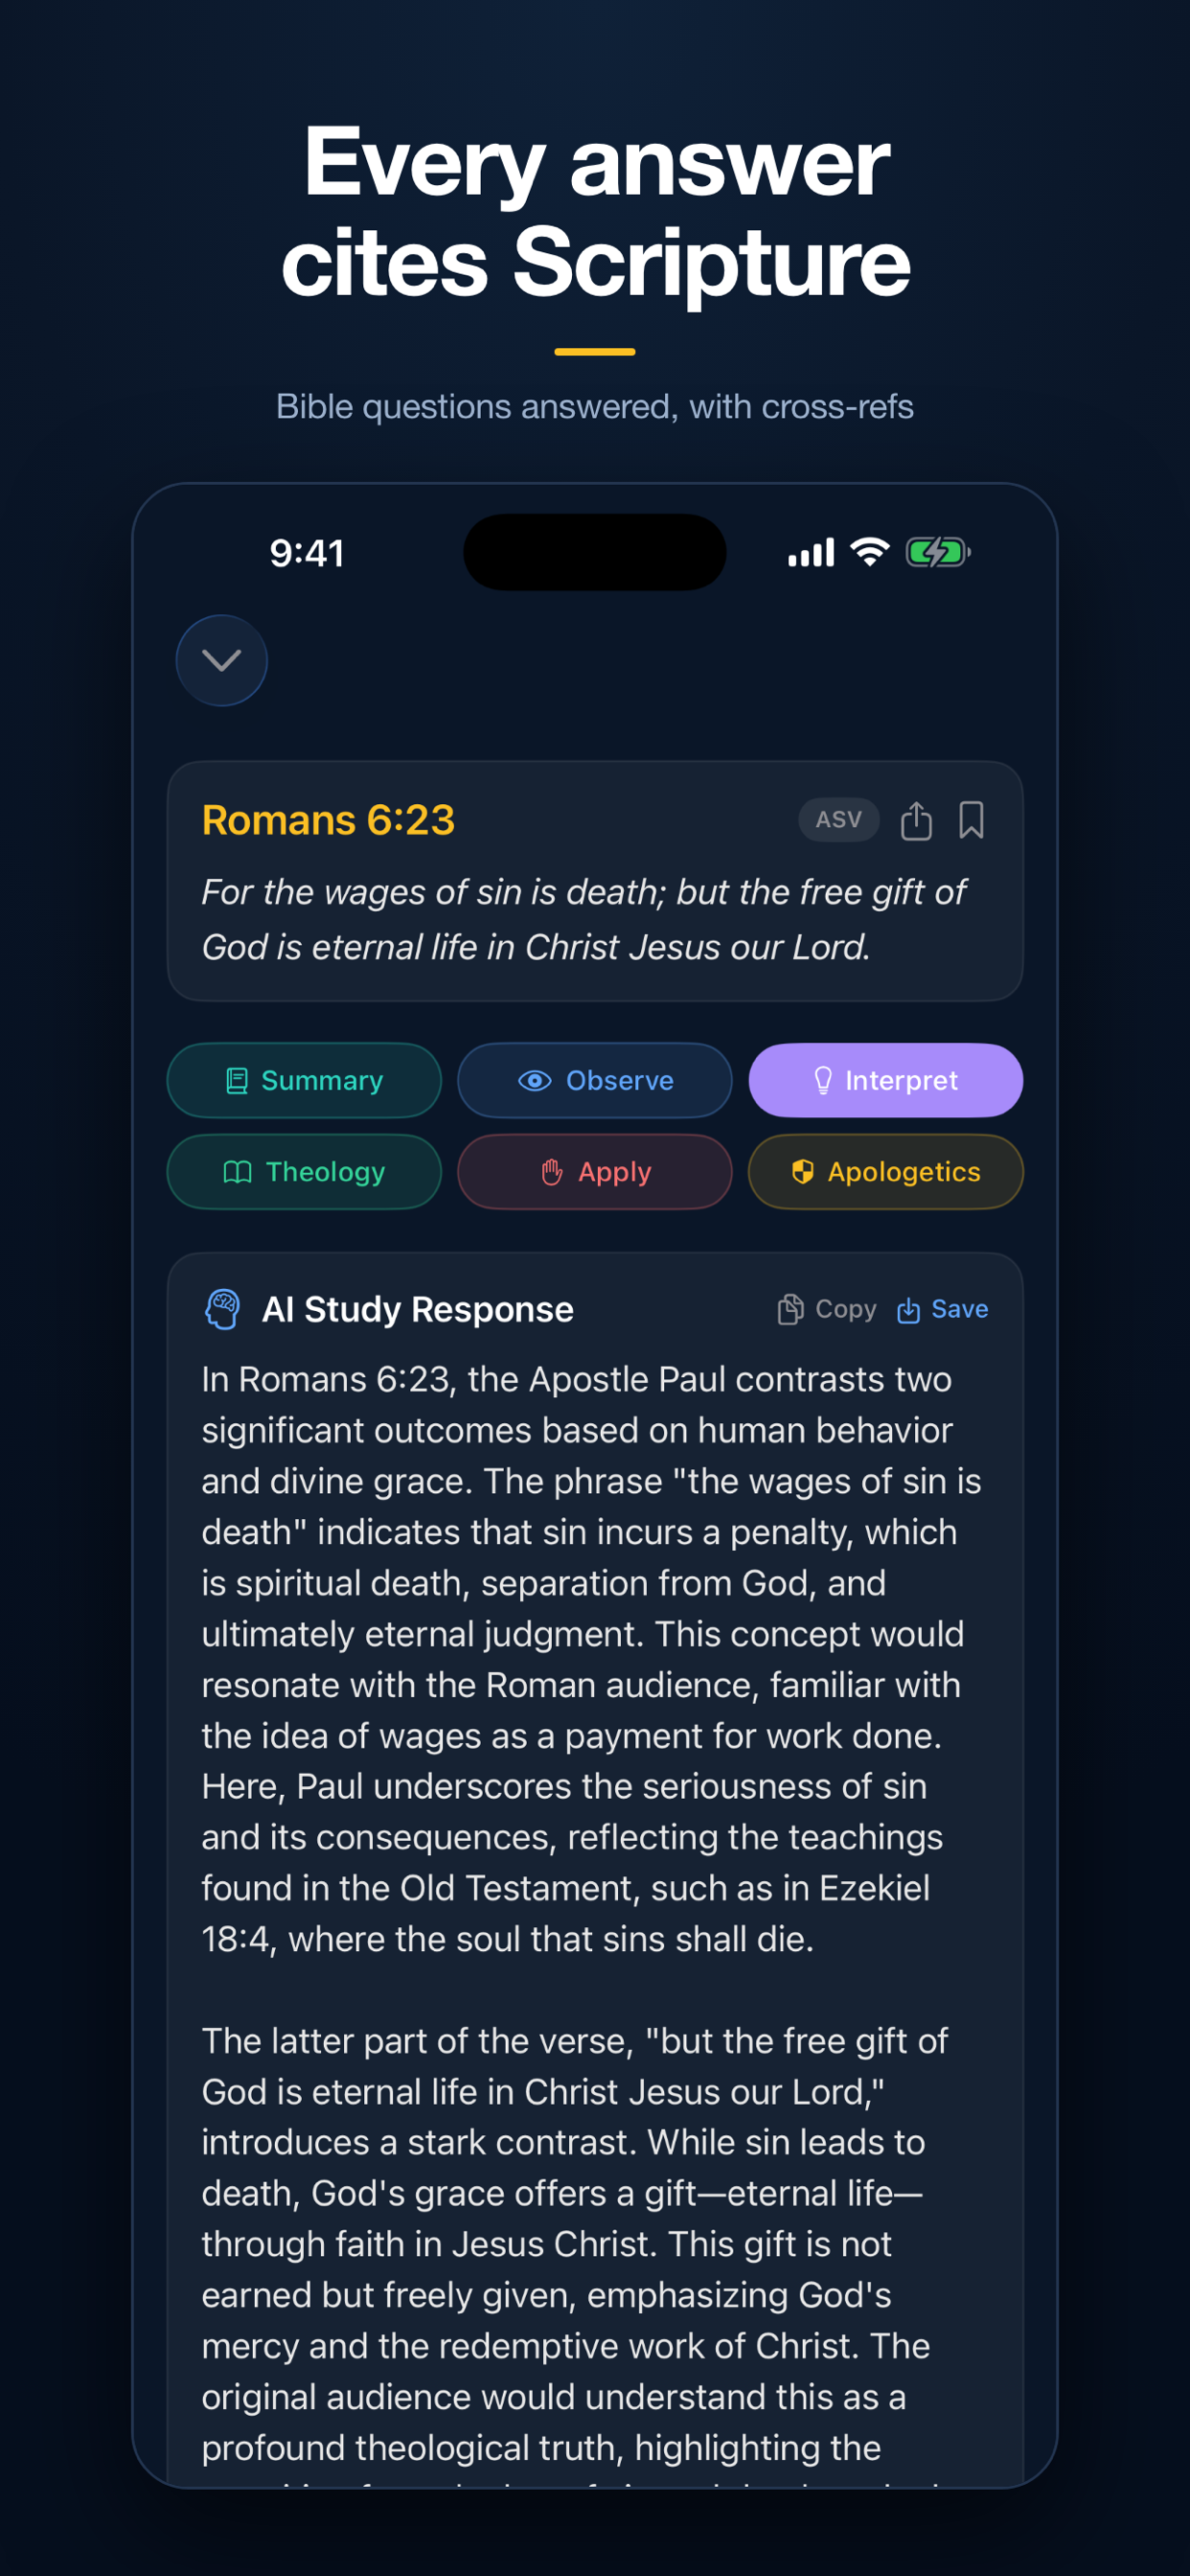 Every answer
cites Scripture
Bible questions answered, with cross-refs
9:41
Romans 6:23
ASV
For the wages of sin is death; but the free gift of
God is eternal life in Christ Jesus our Lord.
Summary
Observe
Interpret
Theology
Apply
Apologetics
AI Study Response
Copy
Save
In Romans 6:23, the Apostle Paul contrasts two
significant outcomes based on human behavior
and divine grace. The phrase "the wages of sin is
death" indicates that sin incurs a penalty, which
is spiritual death, separation from God, and
ultimately eternal judgment. This concept would
resonate with the Roman audience, familiar with
the idea of wages as a payment for work done.
Here, Paul underscores the seriousness of sin
and its consequences, reflecting the teachings
found in the Old Testament, such as in Ezekiel
18:4, where the soul that sins shall die.
The latter part of the verse, "but the free gift of
God is eternal life in Christ Jesus our Lord,"
introduces a stark contrast. While sin leads to
death, God's grace offers a gift—eternal life—
through faith in Jesus Christ. This gift is not
earned but freely given, emphasizing God's
mercy and the redemptive work of Christ. The
original audience would understand this as a
profound theological truth, highlighting the